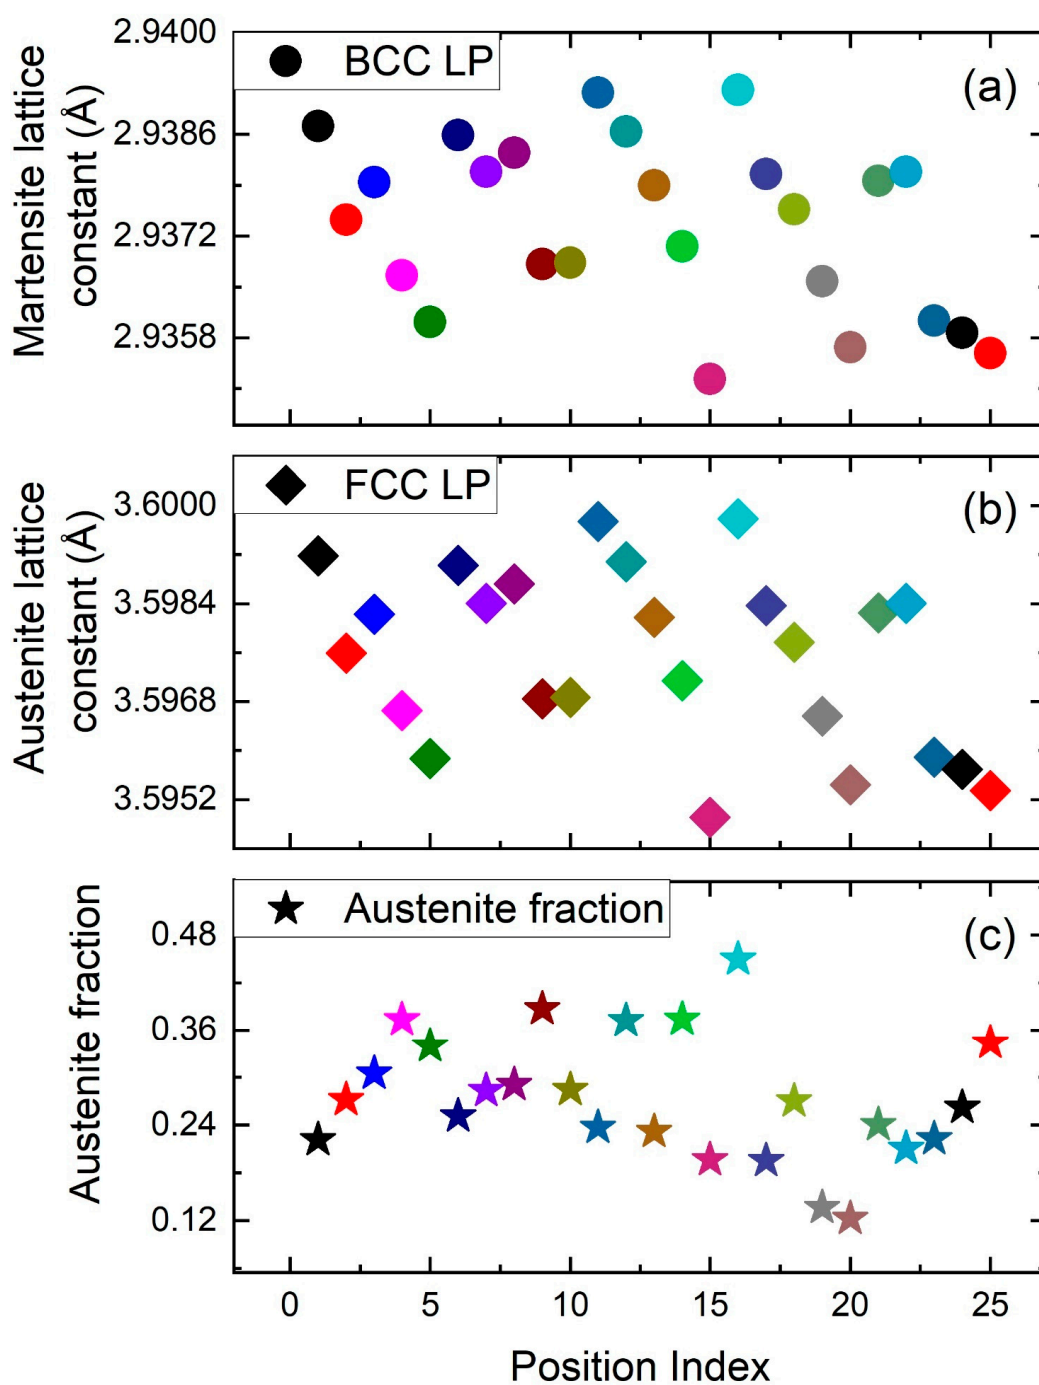 BCC LP
(a)
Martensite lattice
constant (Å)
2.9400
2.9386
2.9372
2.9358
FCC LP
(b)
Austenite lattice
constant (Å)
3.6000
3.5984
3.5968
3.5952
Austenite fraction
(c)
Austenite fraction
0.48
0.36
0.24
0.12
0 5 10 15 20 25
Position Index